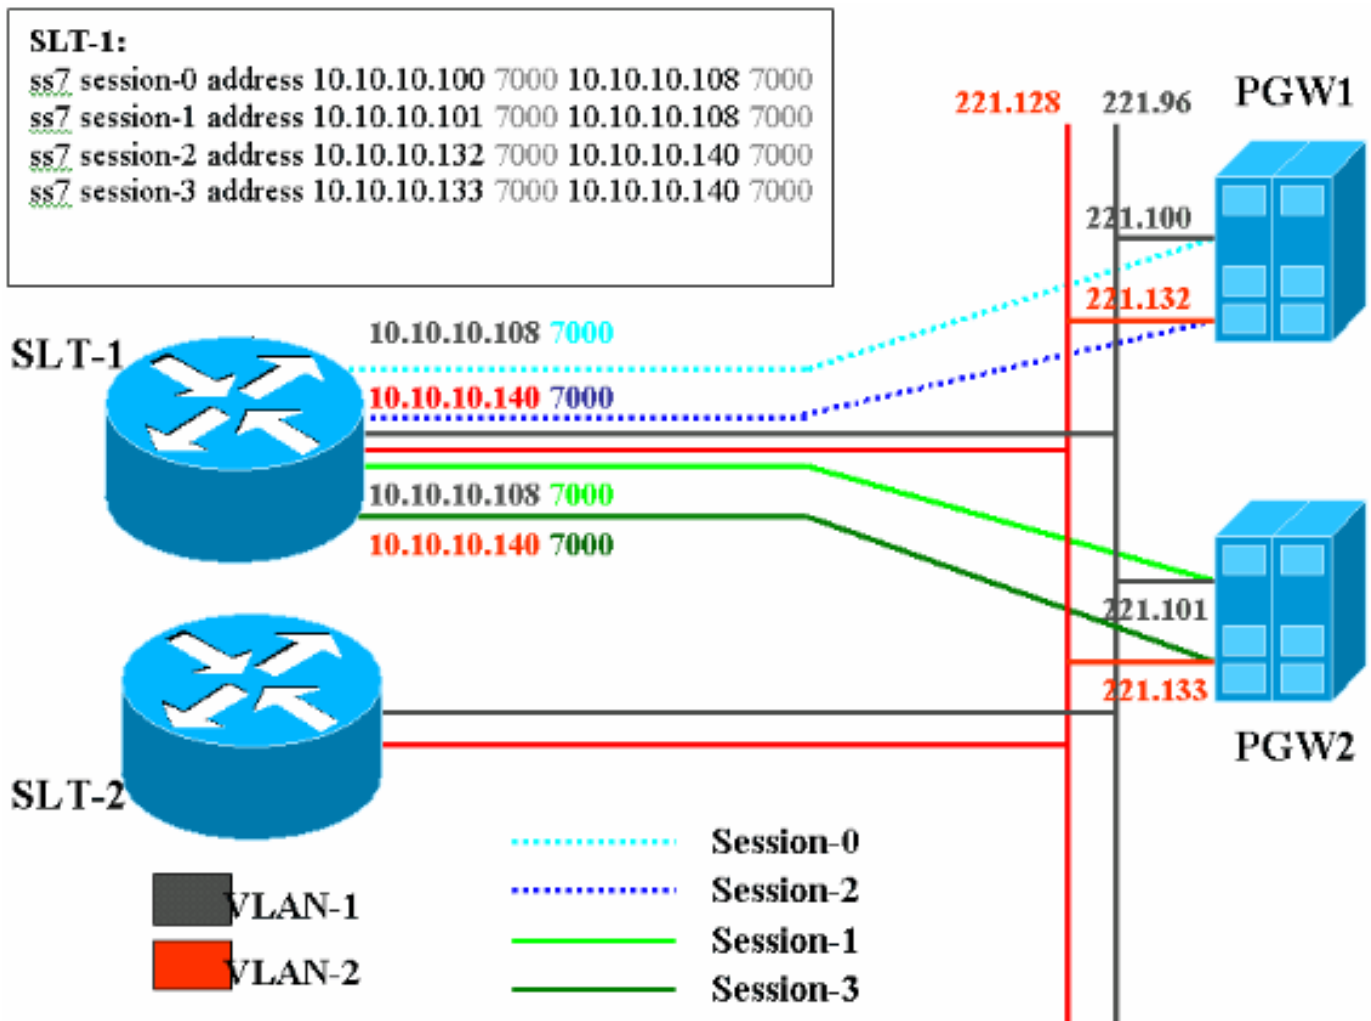 SLT-1:
ss7 session-0 address 10.10.10.100 7000 10.10.10.108 7000
ss7 session-1 address 10.10.10.101 7000 10.10.10.108 7000
ss7 session-2 address 10.10.10.132 7000 10.10.10.140 7000
ss7 session-3 address 10.10.10.133 7000 10.10.10.140 7000
221.128
221.96
PGW1
221.100
221.132
SLT-1
10.10.10.108 7000
10.10.10.140 7000
10.10.10.108 7000
10.10.10.140 7000
221.101
221.133
PGW2
SLT-2
VLAN-1
VLAN-2
Session-0
Session-2
Session-1
Session-3